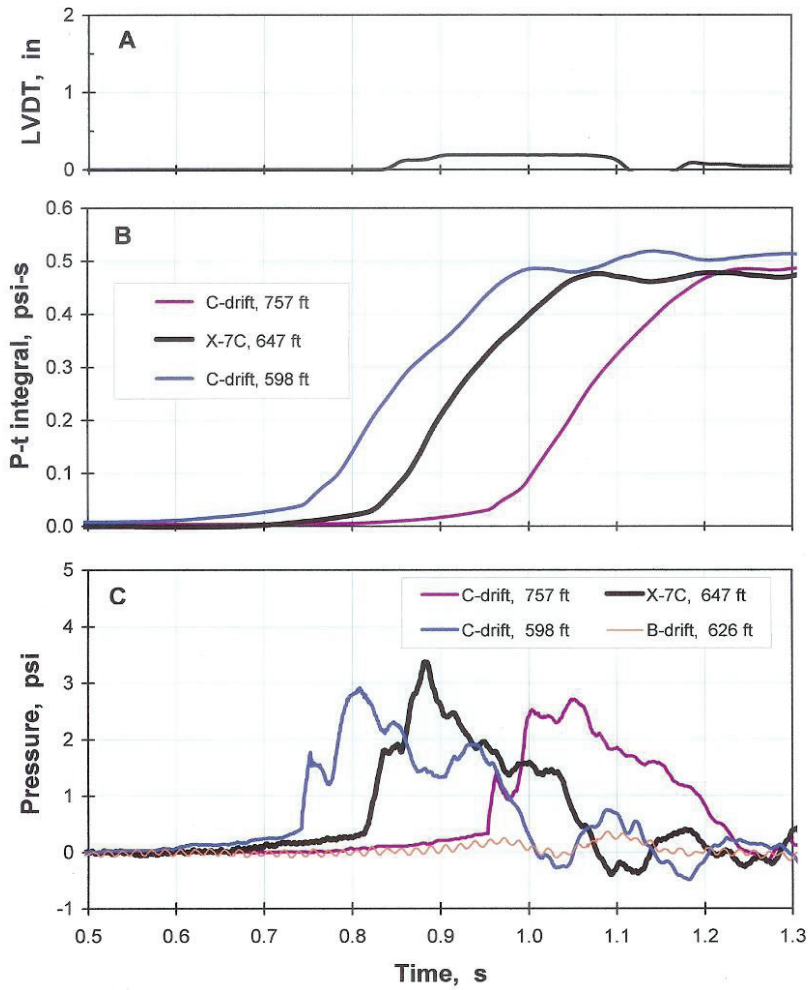 A
LVDT, in
2
1
0
B
P-t integral, psi-s
0.6
0.5
0.4
0.3
0.2
0.1
0.0
C-drift, 757 ft
X-7C, 647 ft
C-drift, 598 ft
C
Pressure, psi
5
4
3
2
1
0
-1
C-drift, 757 ft X-7C, 647 ft
C-drift, 598 ft B-drift, 626 ft
0.5 0.6 0.7 0.8 0.9 1.0 1.1 1.2 1.3
Time, s